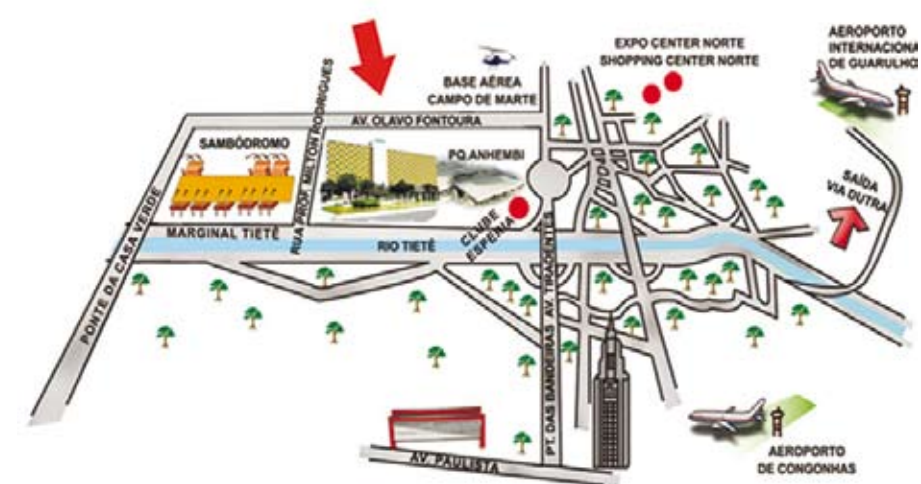 AEROPORTO
INTERNACIONAL
DE GUARULHOS
EXPO CENTER NORTE
SHOPPING CENTER NORTE
BASE AÉREA
CAMPO DE MARTE
AV. OLAVO FONTOURA
RUA PROF. MILTON RODRIGUES
SAMBÓDROMO
PQ.ANHEMBI
SAÍDA
VIA DUTRA
CLUBE
ESPERIA
MARGINAL TIETÊ
RIO TIETÊ
PONTE DA CASA VERDE
PT. DAS BANDEIRAS AV. TIRADENTES
AV. PAULISTA
AEROPORTO
DE CONGONHAS